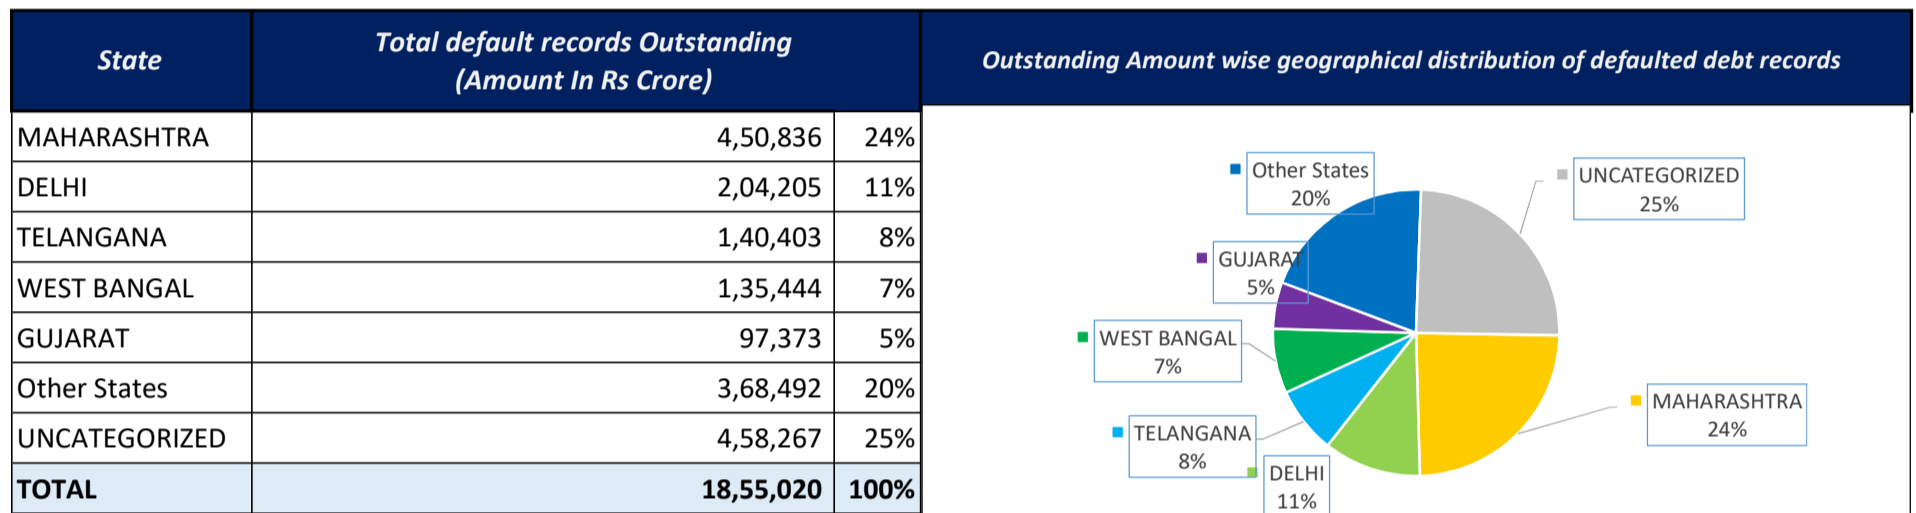 State
Total default records Outstanding
(Amount In Rs Crore)
Outstanding Amount wise geographical distribution of defaulted debt records
MAHARASHTRA 4,50,836 24%
DELHI 2,04,205 11%
TELANGANA 1,40,403 8%
WEST BANGAL 1,35,444 7%
GUJARAT 97,373 5%
Other States 3,68,492 20%
UNCATEGORIZED 4,58,267 25%
TOTAL 18,55,020 100%
Other States
20%
UNCATEGORIZED
25%
GUJARAT
5%
WEST BANGAL
7%
MAHARASHTRA
24%
TELANGANA
8%
DELHI
11%